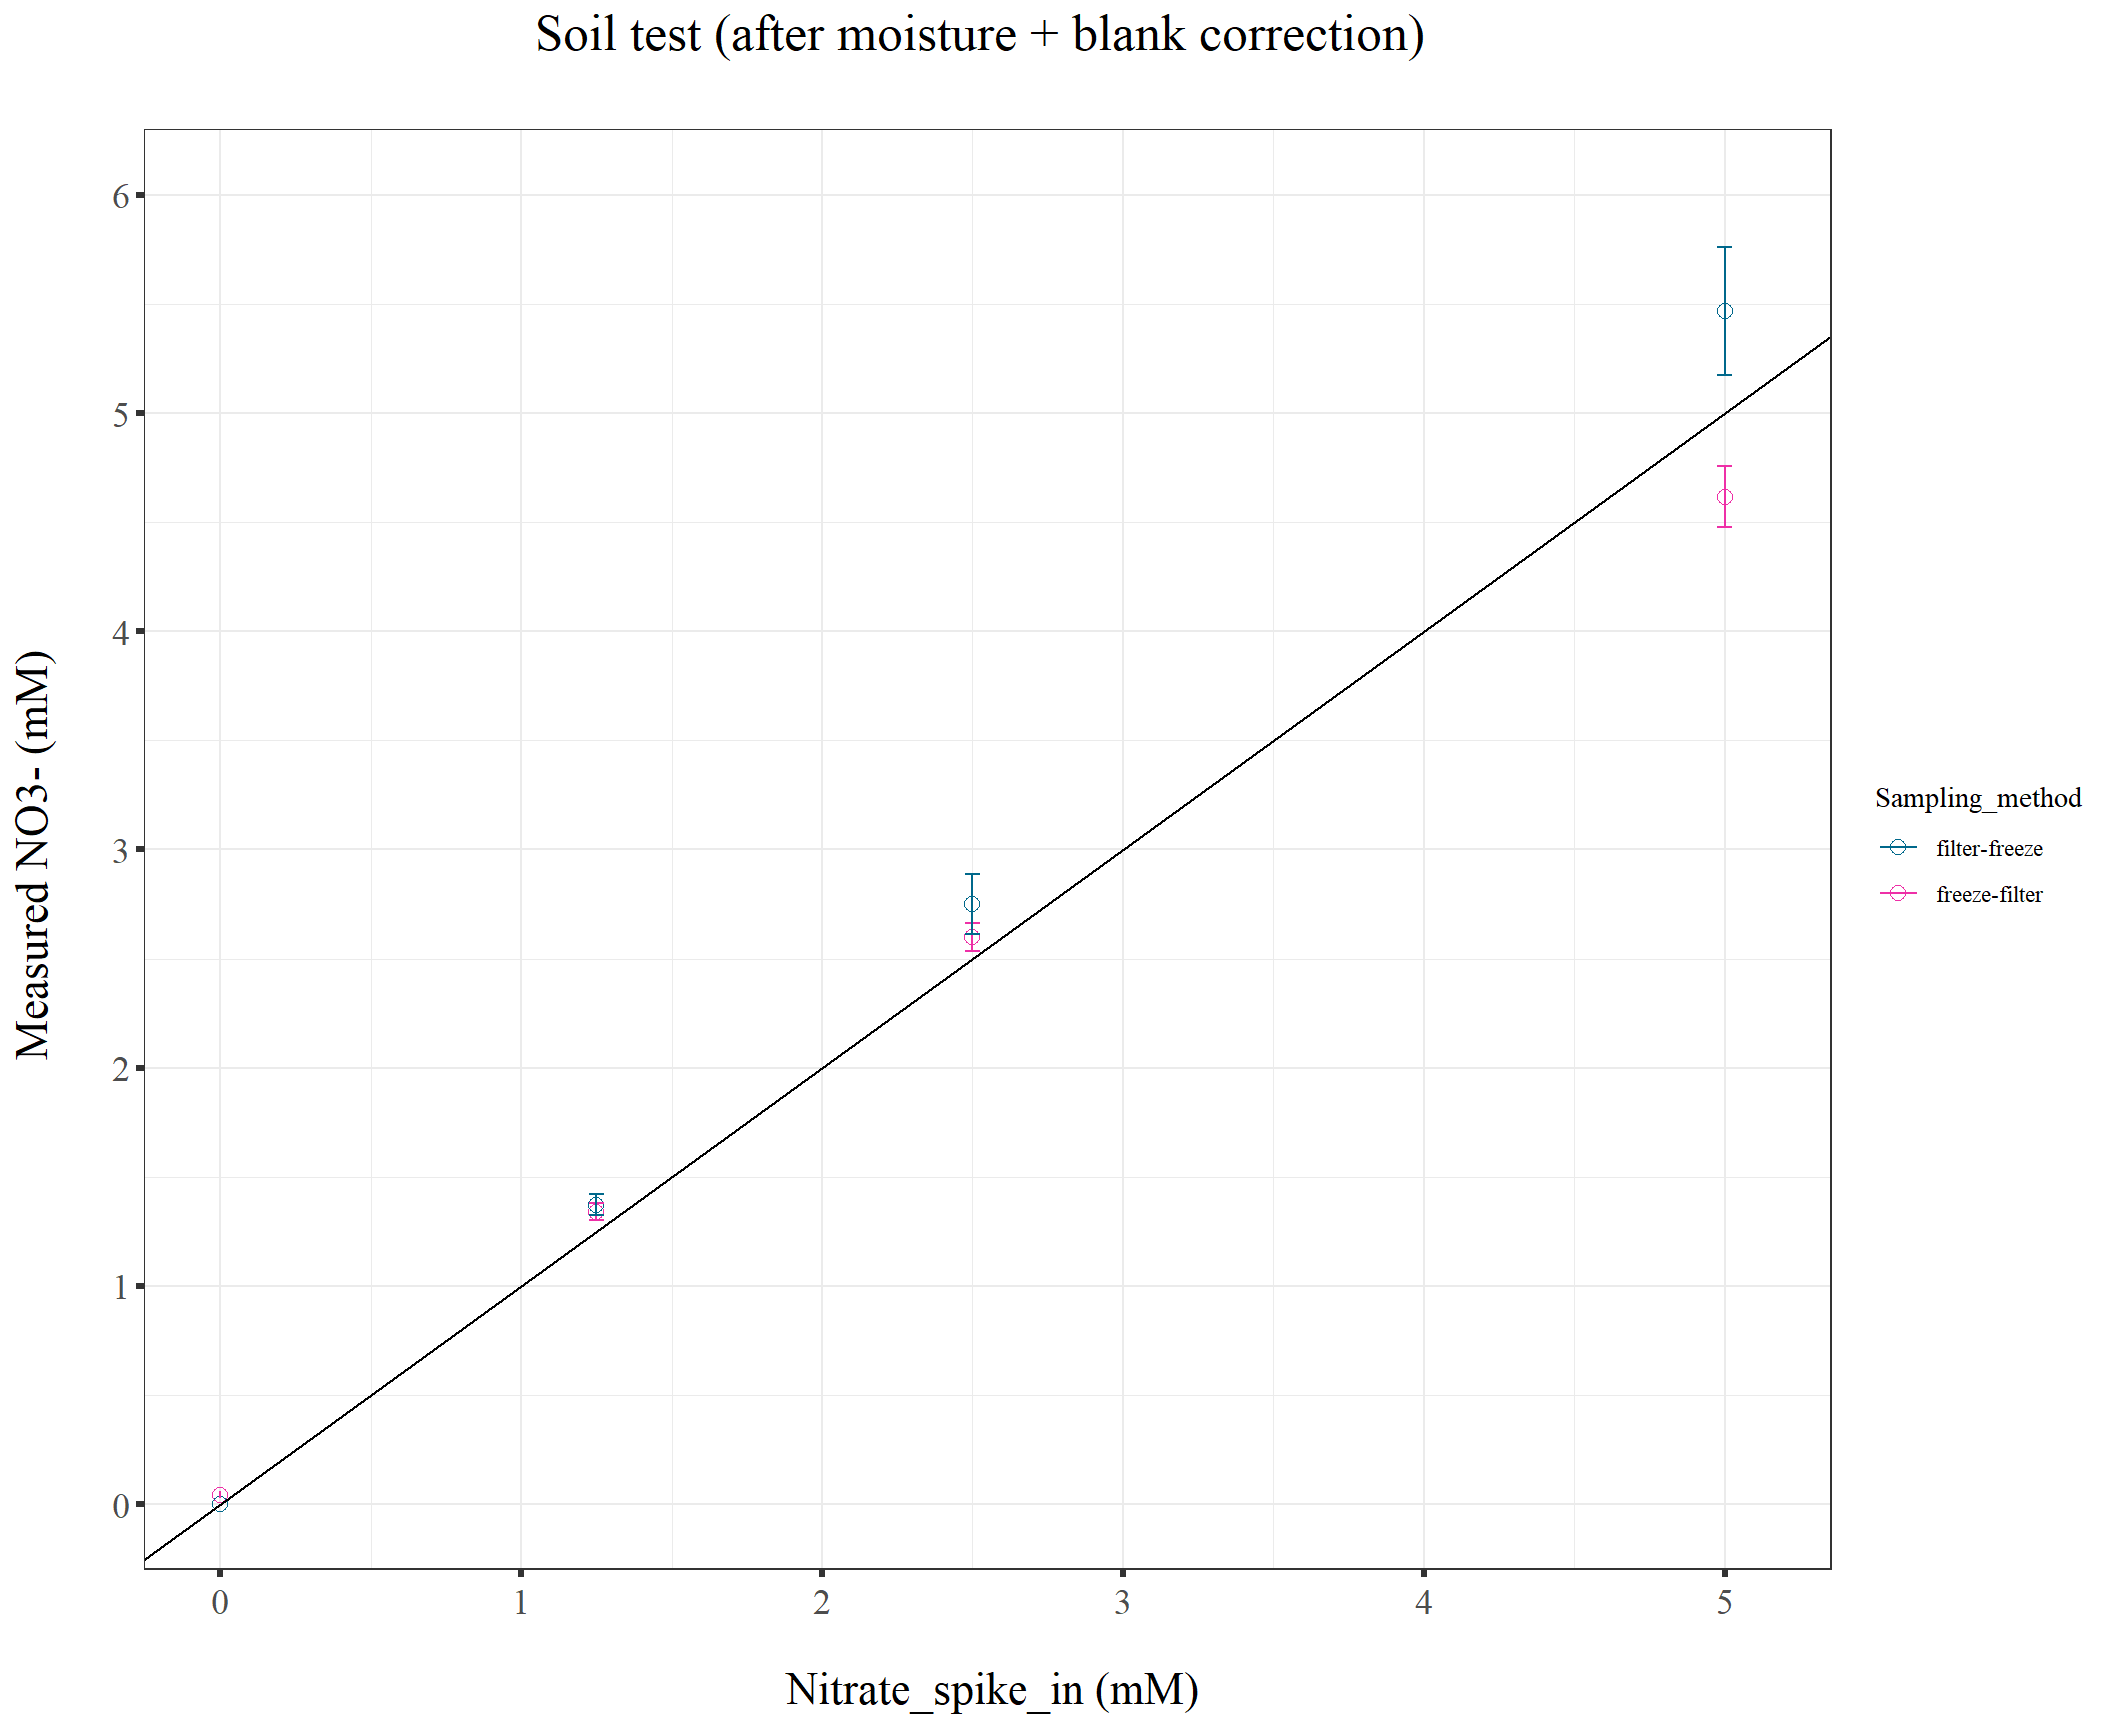 Soil test (after moisture + blank correction)
Measured NO3- (mM)
6
5
4
3
2
1
0
0 1 2 3 4 5
Nitrate_spike_in (mM)
Sampling_method
filter-freeze
freeze-filter